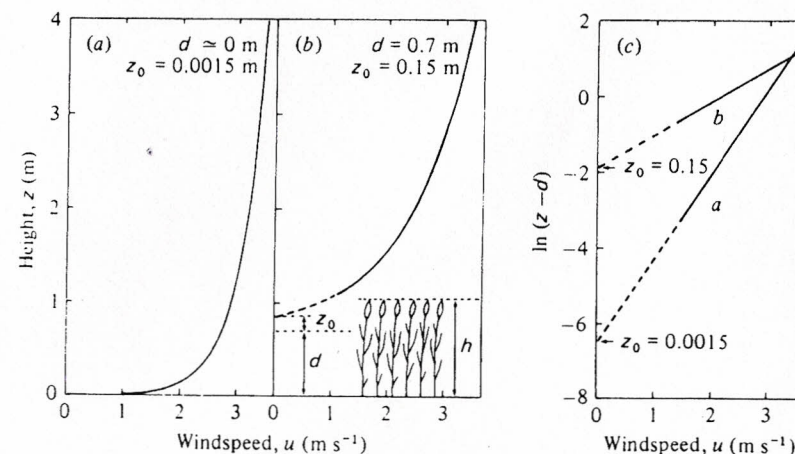 (a)
d ≃ 0 m
z₀ = 0.0015 m
(b)
d = 0.7 m
z₀ = 0.15 m
4
3
2
1
0
Height, z (m)
z₀
d
h
0 1 2 3
0 1 2 3
Windspeed, u (m s⁻¹)
(c)
2
0
−2
−4
−6
−8
ln (z −d)
b
a
z₀ = 0.15
z₀ = 0.0015
0 1 2 3
Windspeed, u (m s⁻¹)